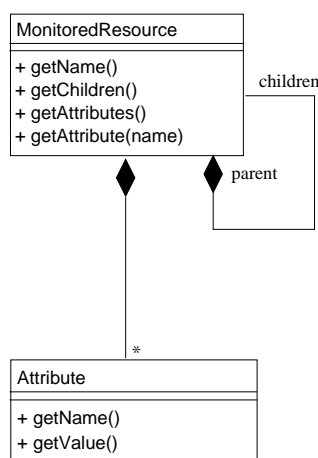 MonitoredResource
+ getName()
+ getChildren()
+ getAttributes()
+ getAttribute(name)
children
parent
*
Attribute
+ getName()
+ getValue()